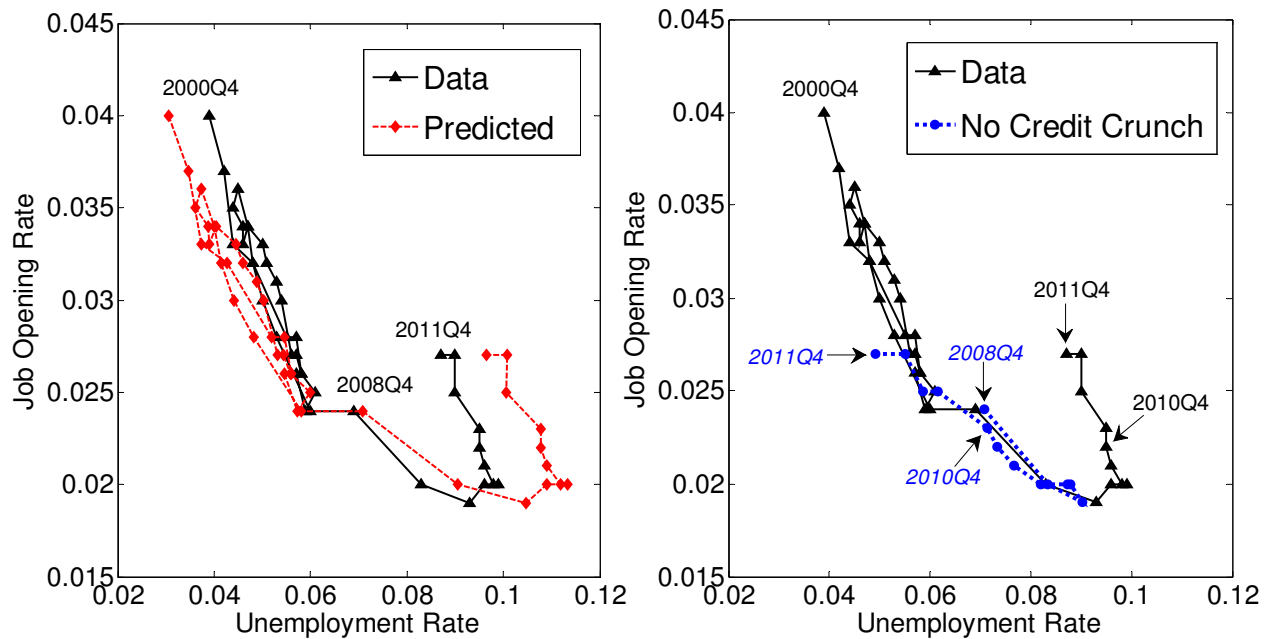 0.045
0.04
0.035
0.03
0.025
0.02
0.015
0.02
0.04
0.06
0.08
0.1
0.12
Job Opening Rate
Unemployment Rate
Data
Predicted
2000Q4
2011Q4
2008Q4
0.045
0.04
0.035
0.03
0.025
0.02
0.015
0.02
0.04
0.06
0.08
0.1
0.12
Job Opening Rate
Unemployment Rate
Data
No Credit Crunch
2000Q4
2011Q4
2011Q4
2008Q4
2010Q4
2010Q4